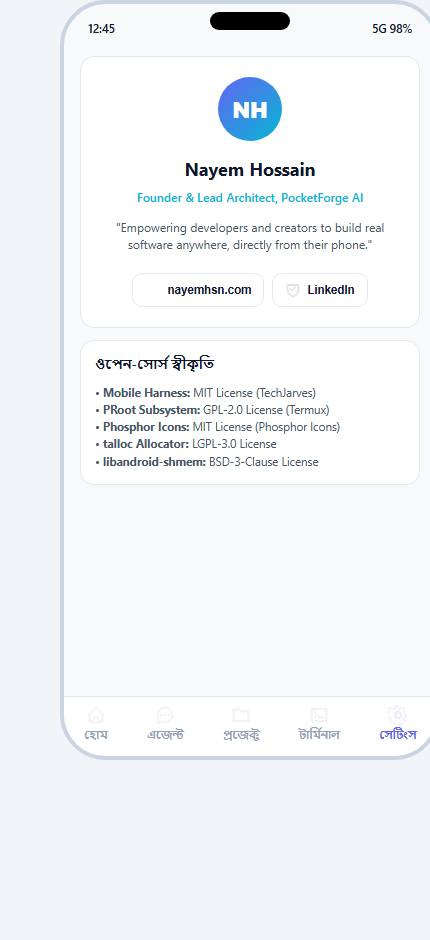 12:45
5G 98%
NH
Nayem Hossain
Founder & Lead Architect, PocketForge AI
"Empowering developers and creators to build real
software anywhere, directly from their phone."
nayemhsn.com
LinkedIn
ওপেন-সোর্স স্বীকৃতি
• Mobile Harness: MIT License (TechJarves)
• PRoot Subsystem: GPL-2.0 License (Termux)
• Phosphor Icons: MIT License (Phosphor Icons)
• talloc Allocator: LGPL-3.0 License
• libandroid-shmem: BSD-3-Clause License
হোম
এজেন্ট
প্রজেক্ট
টার্মিনাল
সেটিংস